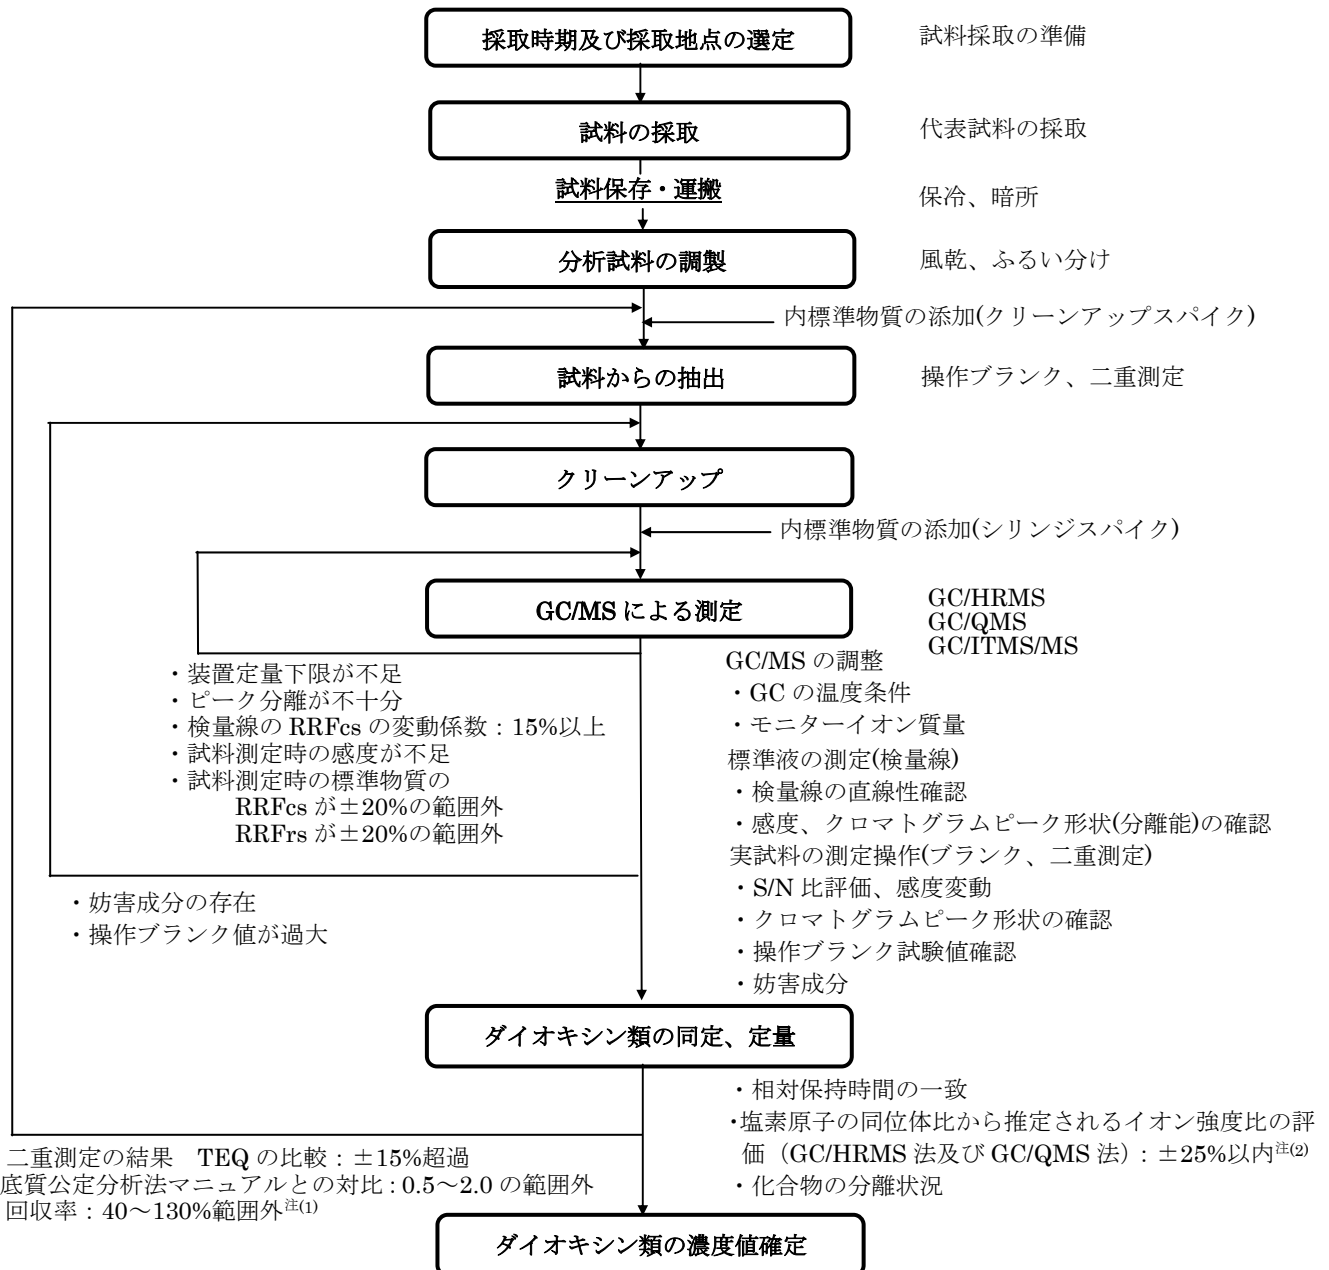 採取時期及び採取地点の選定
試料採取の準備
試料の採取
代表試料の採取
試料保存・運搬
保冷、暗所
分析試料の調製
風乾、ふるい分け
内標準物質の添加(クリーンアップスパイク)
試料からの抽出
操作ブランク、二重測定
クリーンアップ
内標準物質の添加(シリンジスパイク)
GC/MS による測定
GC/HRMS
GC/QMS
GC/ITMS/MS
・装置定量下限が不足
・ピーク分離が不十分
・検量線の RRFcs の変動係数：15%以上
・試料測定時の感度が不足
・試料測定時の標準物質の
RRFcs が±20%の範囲外
RRFrs が±20%の範囲外
GC/MS の調整
・GC の温度条件
・モニターイオン質量
標準液の測定(検量線)
・検量線の直線性確認
・感度、クロマトグラムピーク形状(分離能)の確認
実試料の測定操作(ブランク、二重測定)
・S/N 比評価、感度変動
・クロマトグラムピーク形状の確認
・操作ブランク試験値確認
・妨害成分
・妨害成分の存在
・操作ブランク値が過大
ダイオキシン類の同定、定量
・相対保持時間の一致
・塩素原子の同位体比から推定されるイオン強度比の評
価（GC/HRMS 法及び GC/QMS 法）：±25%以内注(2)
・化合物の分離状況
二重測定の結果　TEQ の比較：±15%超過
底質公定分析法マニュアルとの対比：0.5～2.0 の範囲外
回収率：40～130%範囲外注(1)
ダイオキシン類の濃度値確定